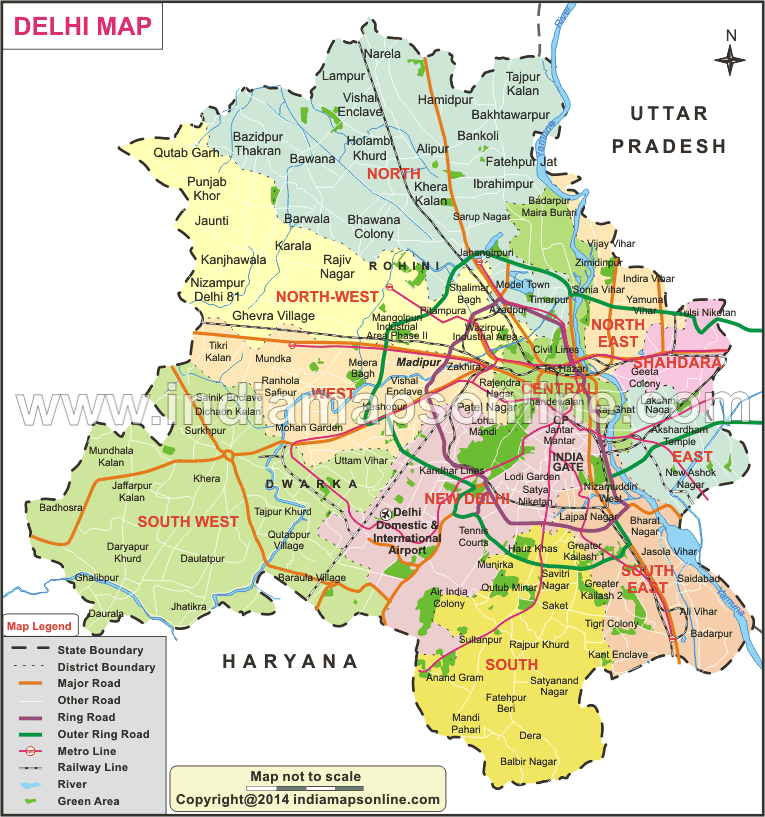 DELHI MAP
N
River
Narela
Lampur
Tajpur
Kalan
Vishal
Enclave
Hamidpur
UTTAR
PRADESH
Bakhtawarpur
Bazidpur
Thakran
Holambi
Khurd
Bankoli
Yamuna
Qutab Garh
Bawana
Alipur
Fatehpur Jat
NORTH
Punjab
Khor
Khera
Kalan
Ibrahimpur
Badarpur
Maira Burari
Jaunti
Barwala
Bhawana
Colony
Sarup Nagar
Karala
Vijay Vihar
Kanjhawala
Rajiv
Nagar
ROHINI
Jahangirpuri
Zimidinpur
Nizampur
Delhi 81
NORTH-WEST
Shalimar
Bagh
Model Town
Sonia Vihar
Indira Vihar
Yamuna
Vihar
Ghevra Village
Pitampura
Azadpur
Timarpur
Tulsi Niketan
Mangolpuri
Industrial
Area Phase II
Wazirpur
Industrial Area
NORTH
EAST
Tikri
Kalan
Mundka
Meera
Bagh
Madipur
Zakhira
Civil Lines
SHAHDARA
Ranhola
Safipur
WEST
Vishal
Enclave
Rajendra
Nagar
CENTRAL
Geeta
Colony
www.indiamapsonline.com
Sainik Enclave
Dichaon Kalan
Keshopur
Patel Nagar
Lakshmi
Nagar
Surkhpur
Mohan Garden
Loha
Mandi
Jantar
Mantar
Akshardham
Temple
Mundhala
Kalan
Uttam Vihar
Kandhar Lines
INDIA
GATE
EAST
Jaffarpur
Kalan
Khera
DWARKA
Lodi Garden
New Ashok
Nagar
Badhosra
SOUTH WEST
Tajpur Khurd
Delhi
Domestic &
International
Airport
NEW DELHI
Satya
Niketan
Nizamuddin
West
Qutabpur
Village
Tennis
Courts
Lajpat Nagar
Bharat
Nagar
Daryapur
Khurd
Daulatpur
Hauz Khas
Greater
Kailash 1
Jasola Vihar
Ghalibpur
Baraula Village
Munirka
Savitri
Nagar
SOUTH
EAST
Saidabad
Jhatikra
Air India
Colony
Qutub Minar
Greater
Kailash 2
Yamuna
Daurala
Saket
Tigri Colony
Ali Vihar
Badarpur
Sultanpur
Rajpur Khurd
Kant Enclave
HARYANA
SOUTH
Anand Gram
Satyanand
Nagar
Fatehpur
Beri
Mandi
Pahari
Dera
Balbir Nagar
Map Legend
State Boundary
District Boundary
Major Road
Other Road
Ring Road
Outer Ring Road
Metro Line
Railway Line
River
Green Area
Map not to scale
Copyright@2014 indiamapsonline.com